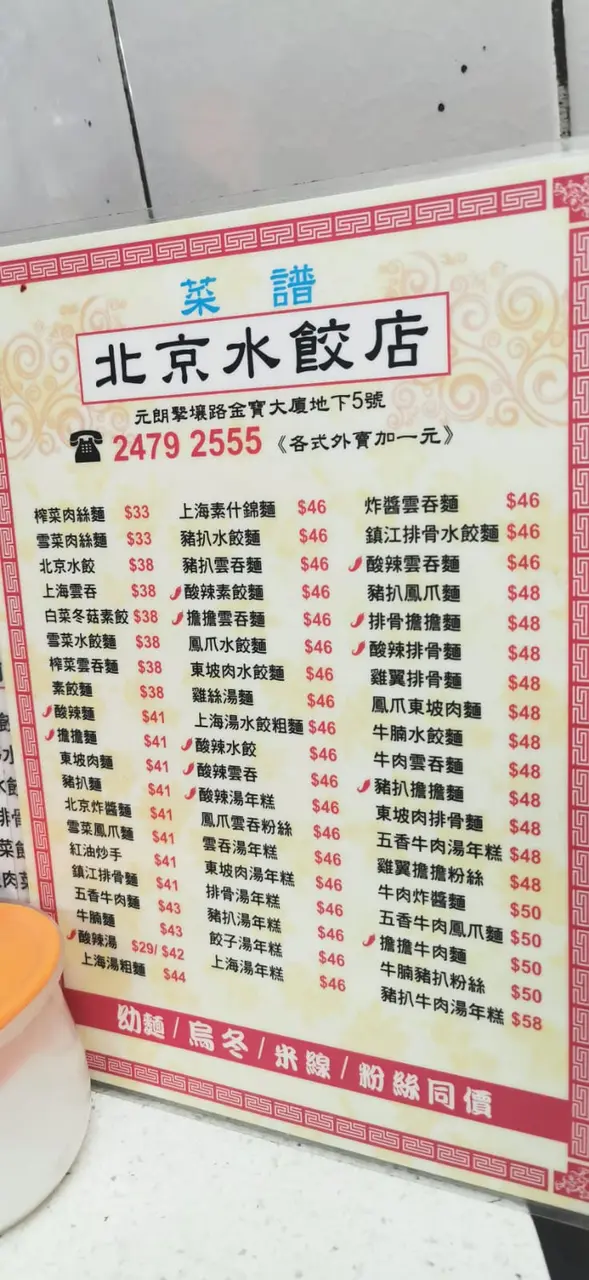 菜譜
北京水餃店
元朗擊壤路金寶大廈地下5號
2479 2555 《各式外賣加一元》
榨菜肉絲麵 $33
雪菜肉絲麵 $33
北京水餃 $38
上海雲吞 $38
白菜冬菇素餃 $38
雪菜水餃麵 $38
榨菜雲吞麵 $38
素餃麵 $38
酸辣麵 $41
擔擔麵 $41
東坡肉麵 $41
豬扒麵 $41
北京炸醬麵 $41
雪菜鳳爪麵 $41
紅油炒手 $41
鎮江排骨麵 $41
五香牛肉麵 $43
牛腩麵 $43
酸辣湯 $29/ $42
上海湯粗麵 $44
上海素什錦麵 $46
豬扒水餃麵 $46
豬扒雲吞麵 $46
酸辣素餃麵 $46
擔擔雲吞麵 $46
鳳爪水餃麵 $46
東坡肉水餃麵 $46
雞絲湯麵 $46
上海湯水餃粗麵 $46
酸辣水餃 $46
酸辣雲吞 $46
酸辣湯年糕 $46
鳳爪雲吞粉絲 $46
雲吞湯年糕 $46
東坡肉湯年糕 $46
排骨湯年糕 $46
豬扒湯年糕 $46
餃子湯年糕 $46
上海湯年糕 $46
炸醬雲吞麵 $46
鎮江排骨水餃麵 $46
酸辣雲吞麵 $46
豬扒鳳爪麵 $48
排骨擔擔麵 $48
酸辣排骨麵 $48
雞翼排骨麵 $48
鳳爪東坡肉麵 $48
牛腩水餃麵 $48
牛肉雲吞麵 $48
豬扒擔擔麵 $48
東坡肉排骨麵 $48
五香牛肉湯年糕 $48
雞翼擔擔粉絲 $48
牛肉炸醬麵 $50
五香牛肉鳳爪麵 $50
擔擔牛肉麵 $50
牛腩豬扒粉絲 $50
豬扒牛肉湯年糕 $58
幼麵/烏冬/米線/粉絲同價